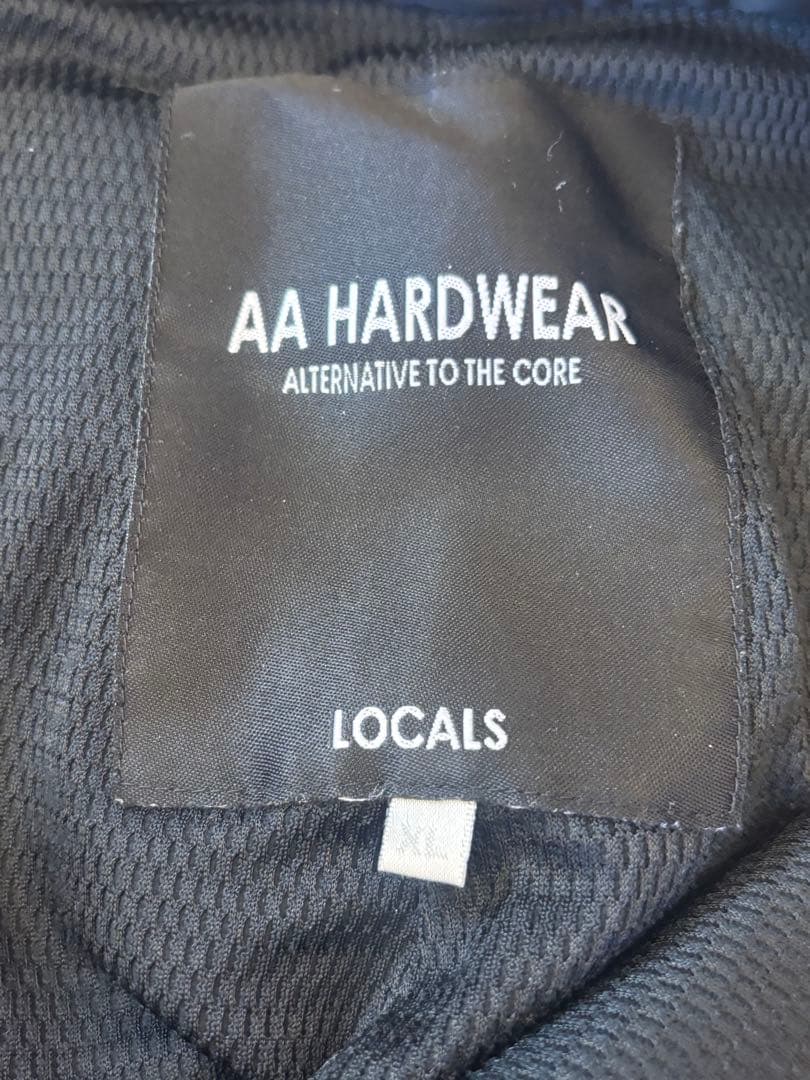 AA HARDWEAR
ALTERNATIVE TO THE CORE
LOCALS
XL